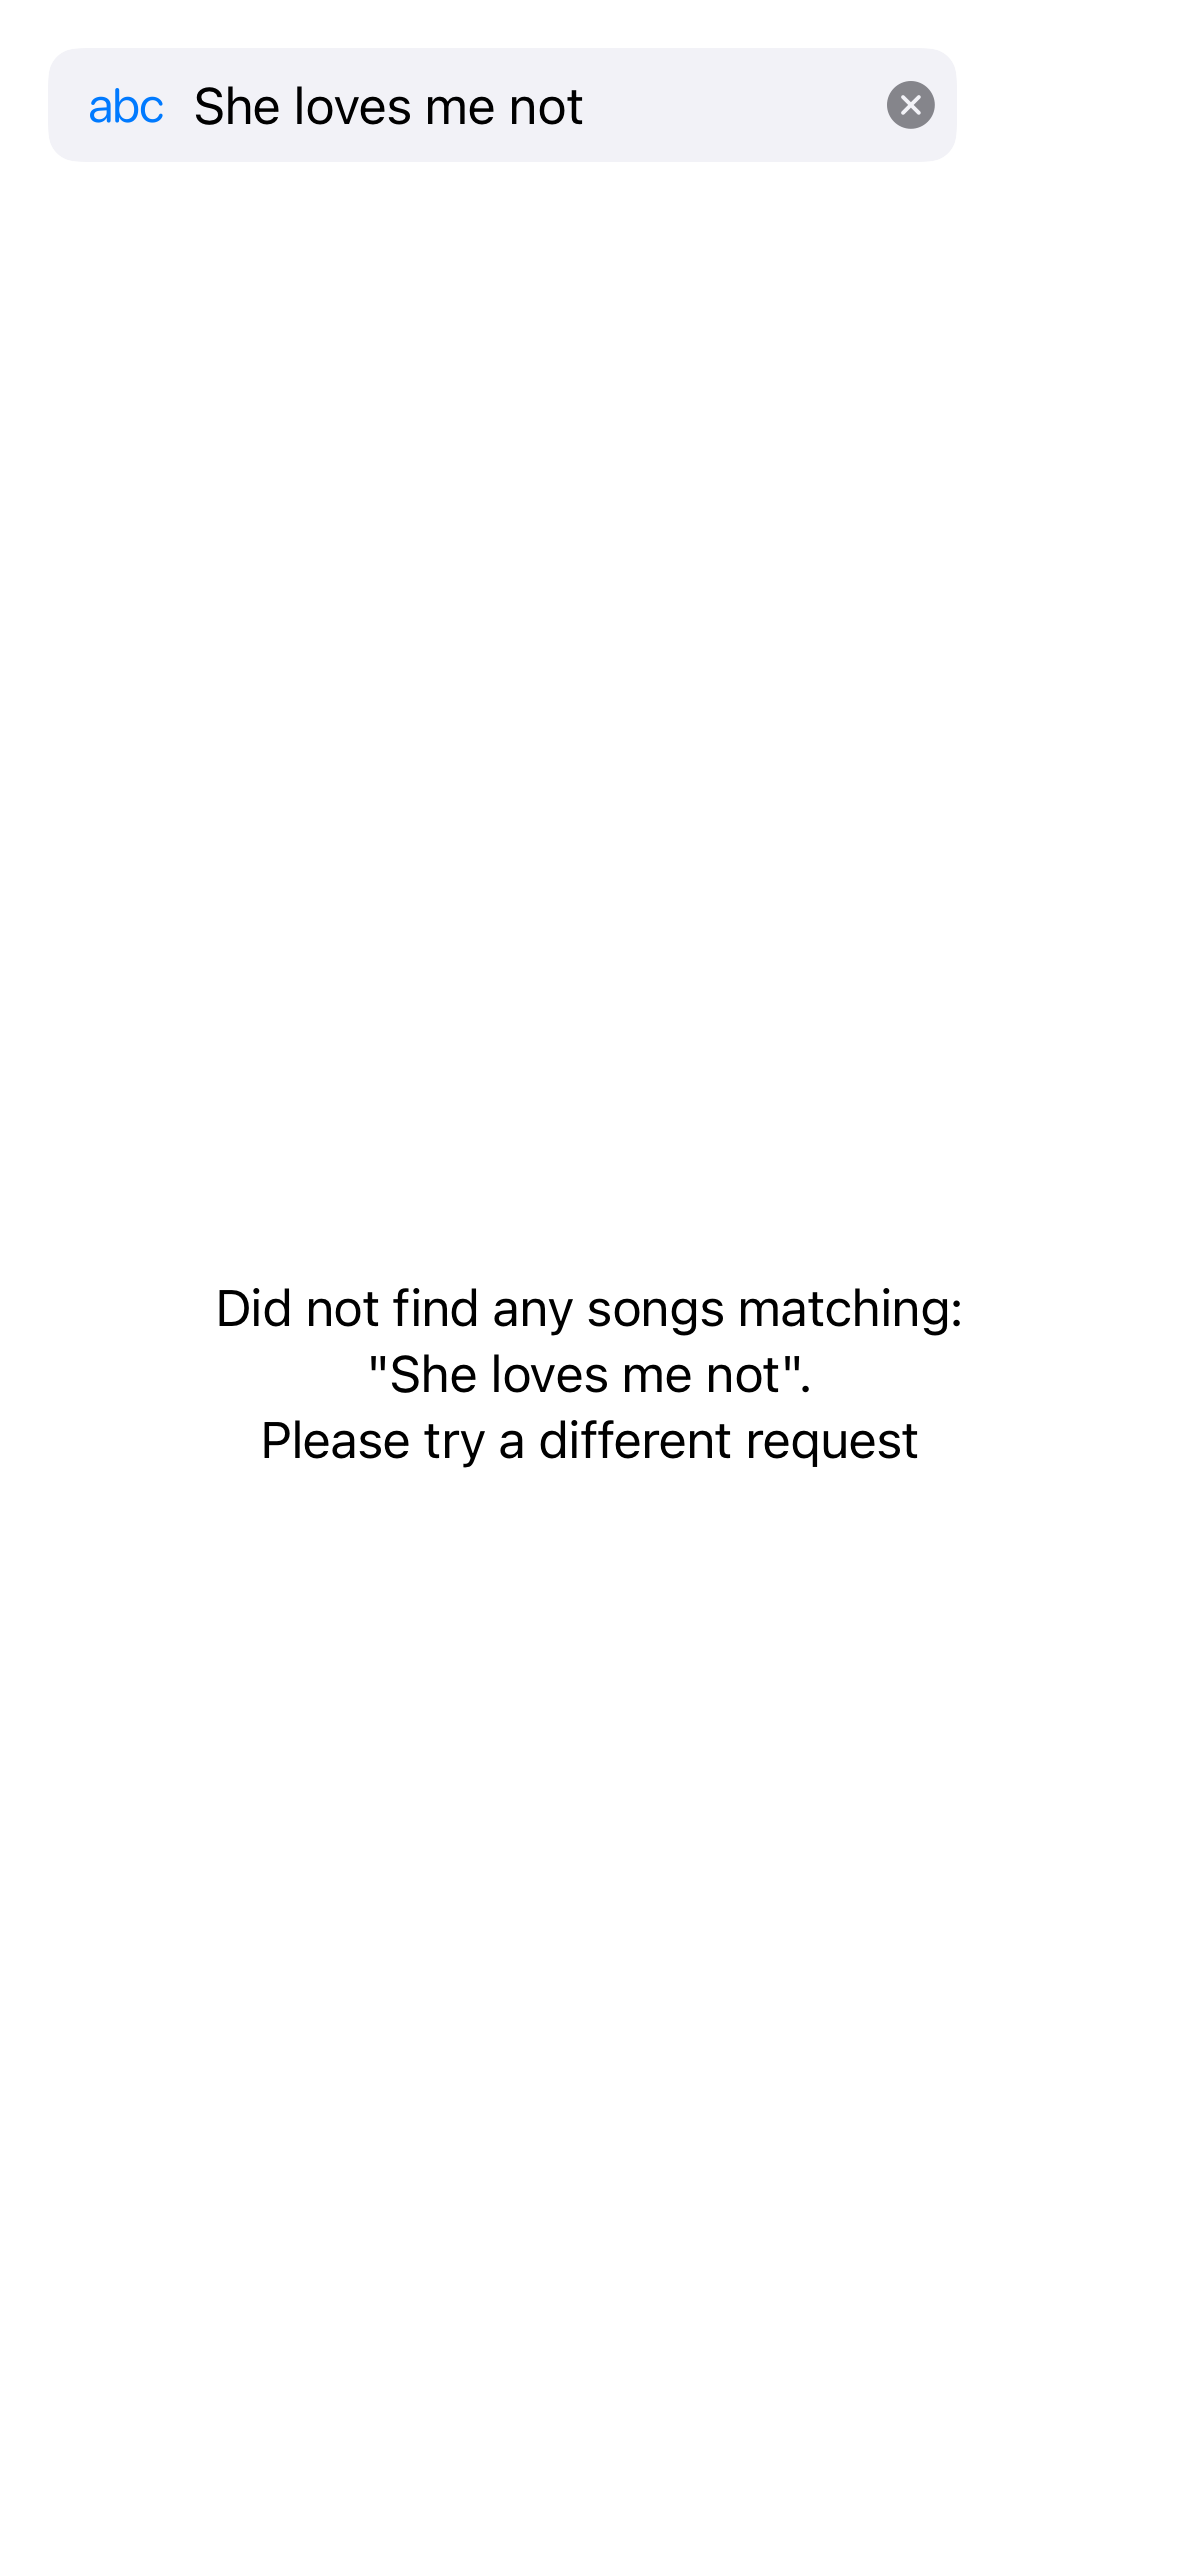 abc She loves me not
Did not find any songs matching:
"She loves me not".
Please try a different request